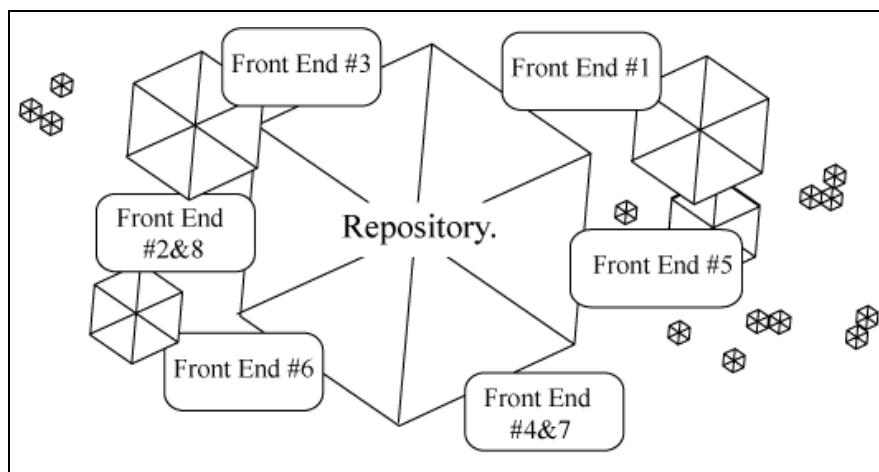 Front End #3
Front End #1
Front End
#2&8
Repository.
Front End #5
Front End #6
Front End
#4&7